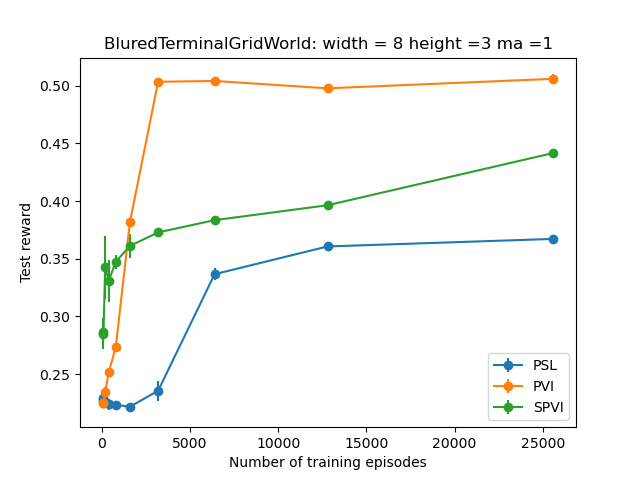 BluredTerminalGridWorld: width = 8 height =3 ma =1
Test reward
0.50
0.45
0.40
0.35
0.30
0.25
0
5000
10000
15000
20000
25000
Number of training episodes
PSL
PVI
SPVI